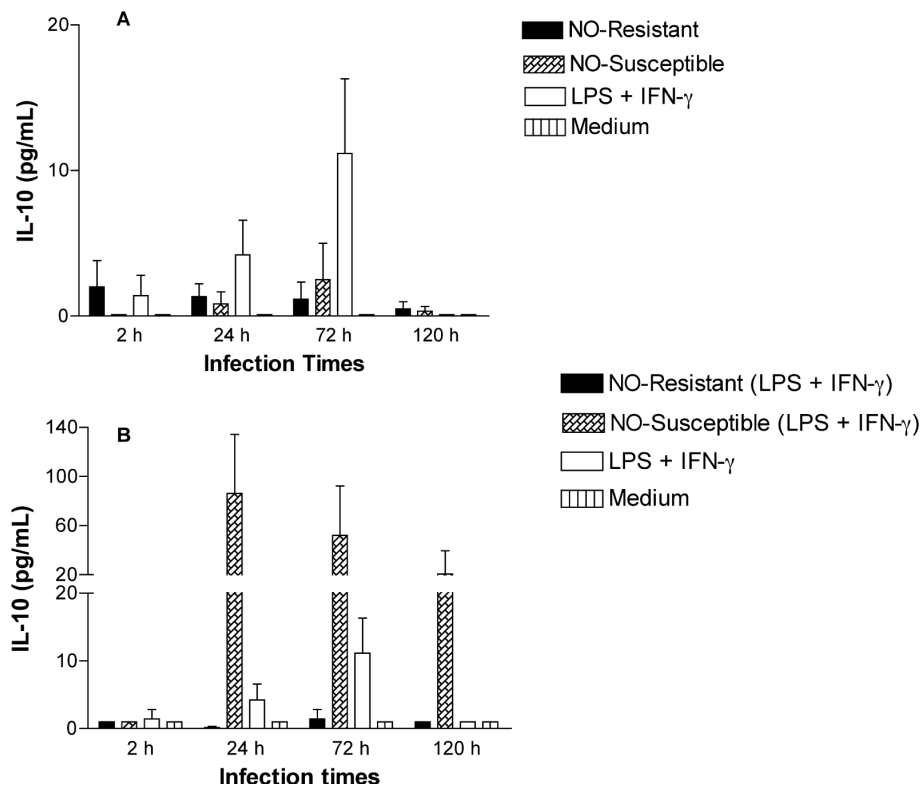 A
20
10
0
IL-10 (pg/mL)
2 h 24 h 72 h 120 h
Infection Times
NO-Resistant
NO-Susceptible
LPS + IFN-γ
Medium
B
140
100
60
20
20
10
0
IL-10 (pg/mL)
2 h 24 h 72 h 120 h
Infection times
NO-Resistant (LPS + IFN-γ)
NO-Susceptible (LPS + IFN-γ)
LPS + IFN-γ
Medium